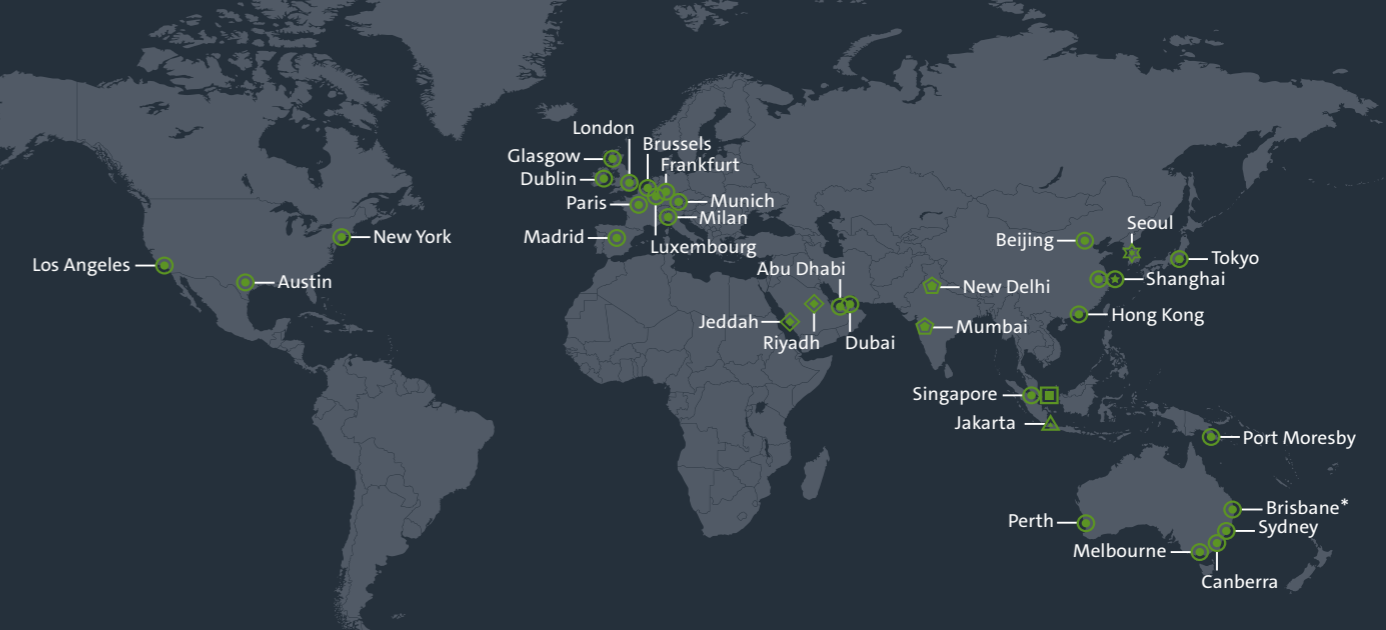 London
Brussels
Glasgow
Frankfurt
Dublin
Paris
Munich
Milan
Madrid
Luxembourg
New York
Los Angeles
Austin
Abu Dhabi
Jeddah
Riyadh
Dubai
Seoul
Beijing
Tokyo
Shanghai
New Delhi
Hong Kong
Mumbai
Singapore
Jakarta
Port Moresby
Brisbane*
Perth
Sydney
Melbourne
Canberra